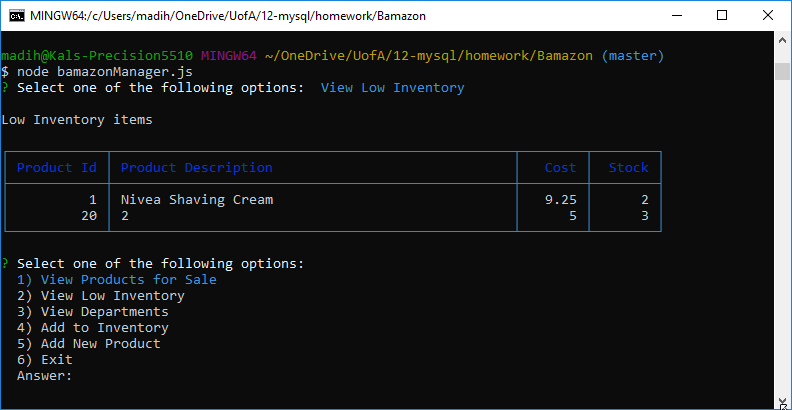 MINGW64:/c/Users/madih/OneDrive/UofA/12-mysql/homework/Bamazon
madih@Kals-Precision5510 MINGW64 ~/OneDrive/UofA/12-mysql/homework/Bamazon (master)
$ node bamazonManager.js
? Select one of the following options:  View Low Inventory
Low Inventory items
Product Id Product Description Cost Stock
1 Nivea Shaving Cream 9.25 2
20 2 5 3
? Select one of the following options:
1) View Products for Sale
2) View Low Inventory
3) View Departments
4) Add to Inventory
5) Add New Product
6) Exit
Answer: